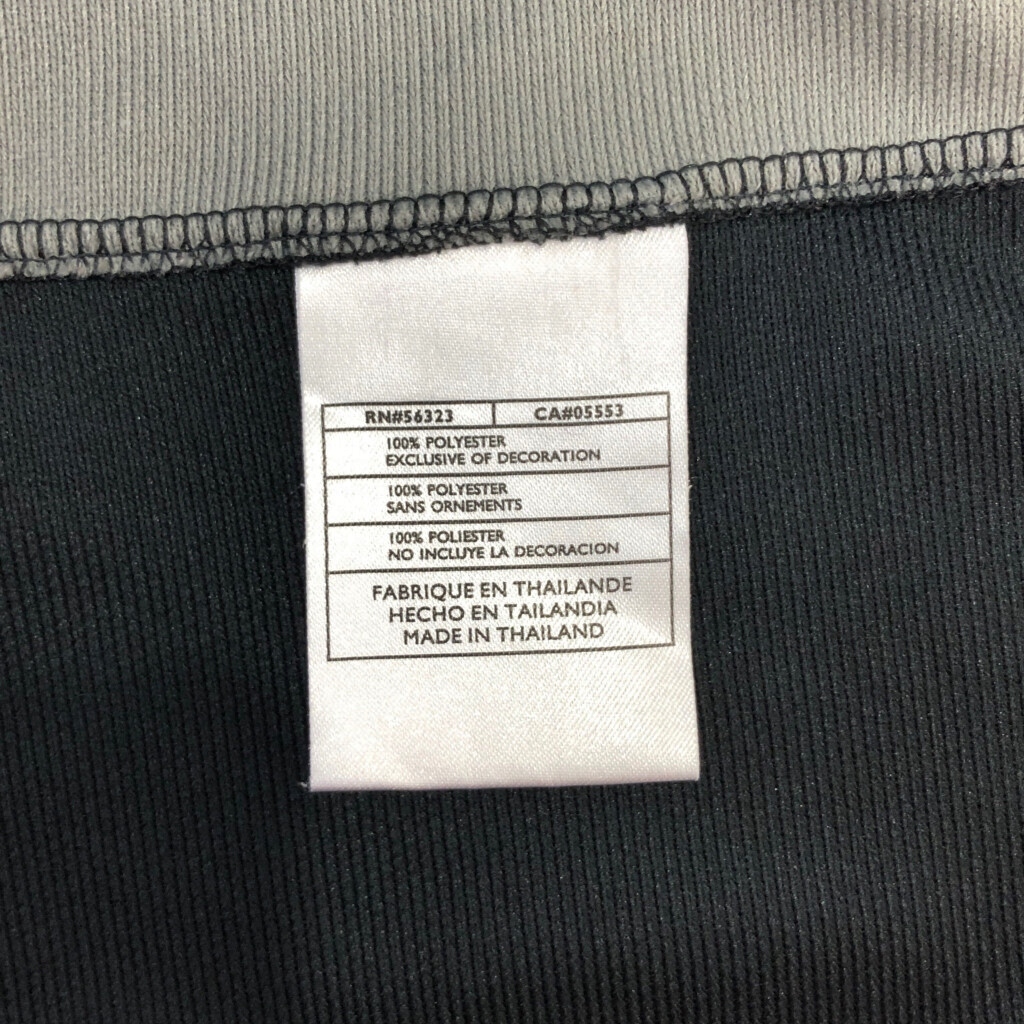 RN#56323 CA#05553
100% POLYESTER
EXCLUSIVE OF DECORATION
100% POLYESTER
SANS ORNEMENTS
100% POLIESTER
NO INCLUYE LA DECORACION
FABRIQUE EN THAILANDE
HECHO EN TAILANDIA
MADE IN THAILAND